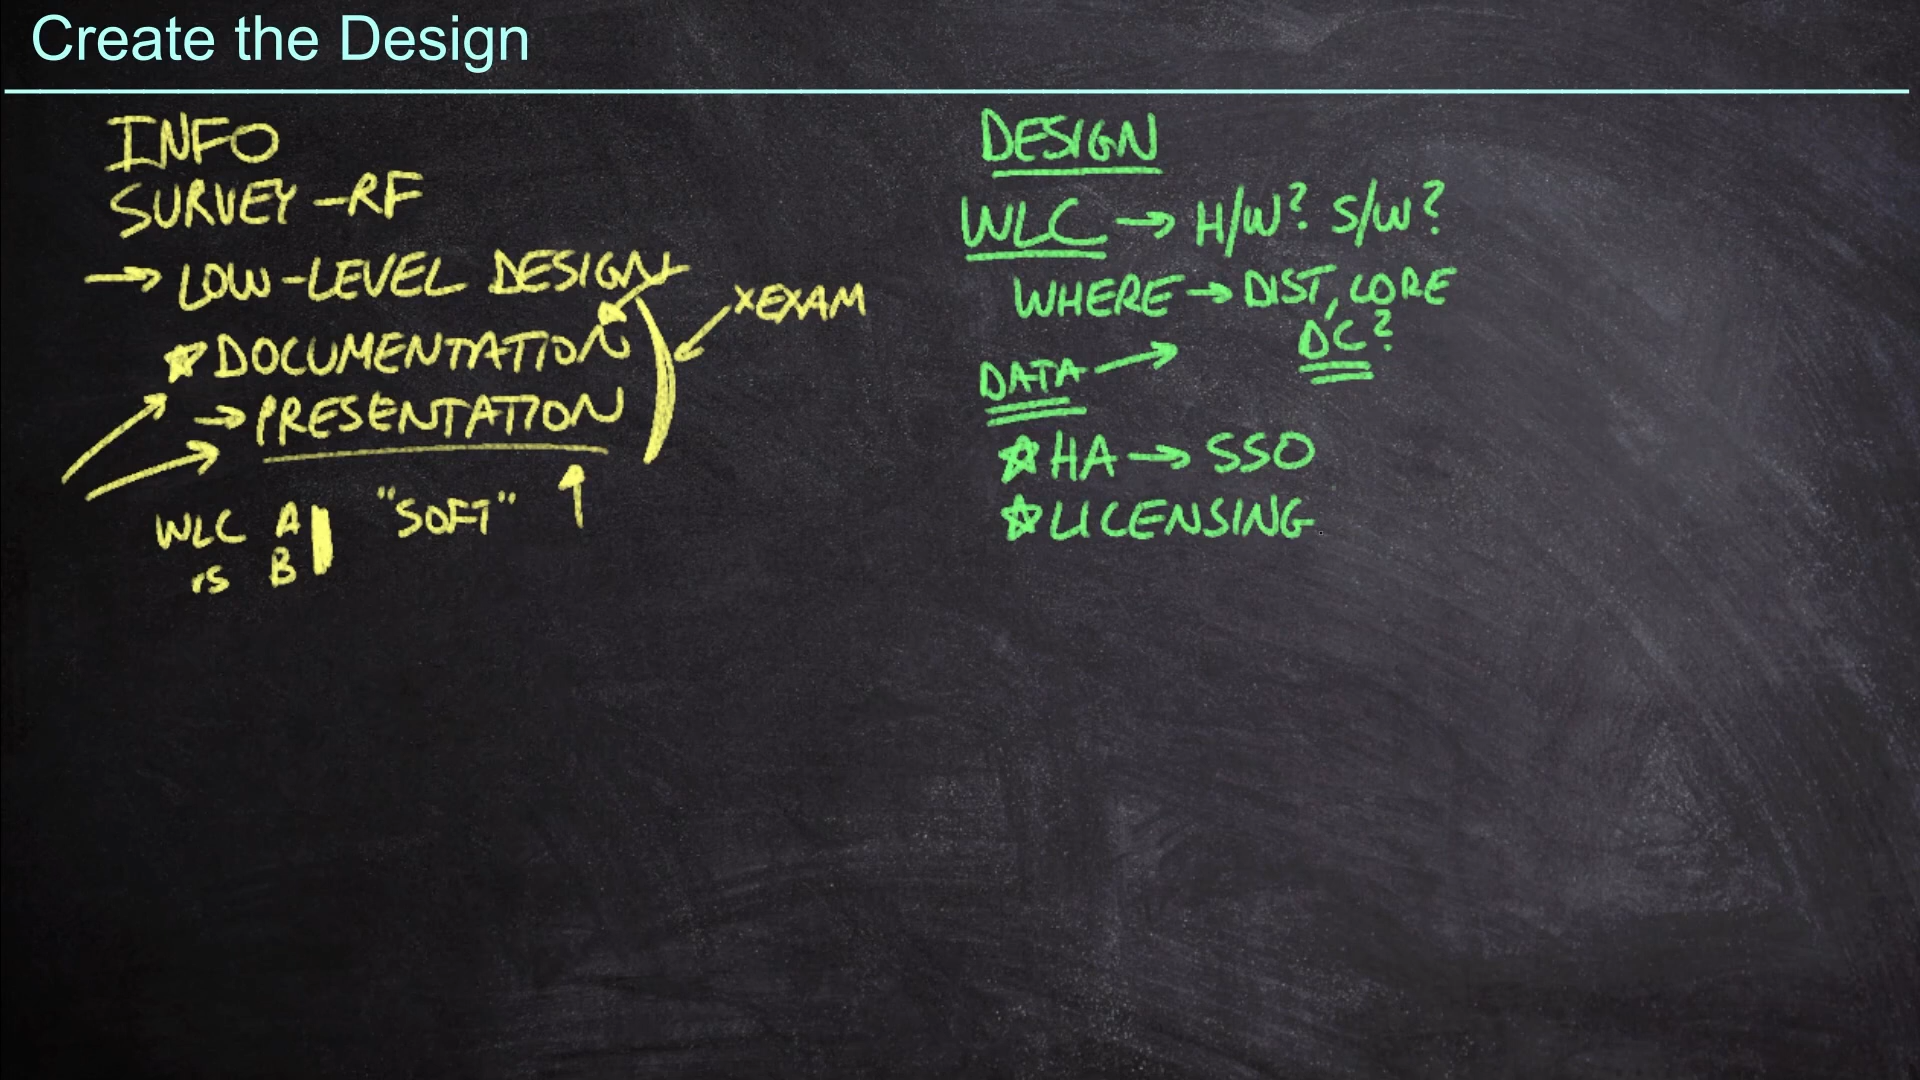 Create the Design
INFO
SURVEY -RF
→ LOW-LEVEL DESIGN
☆ DOCUMENTATION
→ PRESENTATION
XEXAM
WLC A "SOFT"
rS B
DESIGN
WLC → H/W? S/W?
WHERE → DIST, CORE
DC?
DATA →
☆ HA → SSO
☆ LICENSING